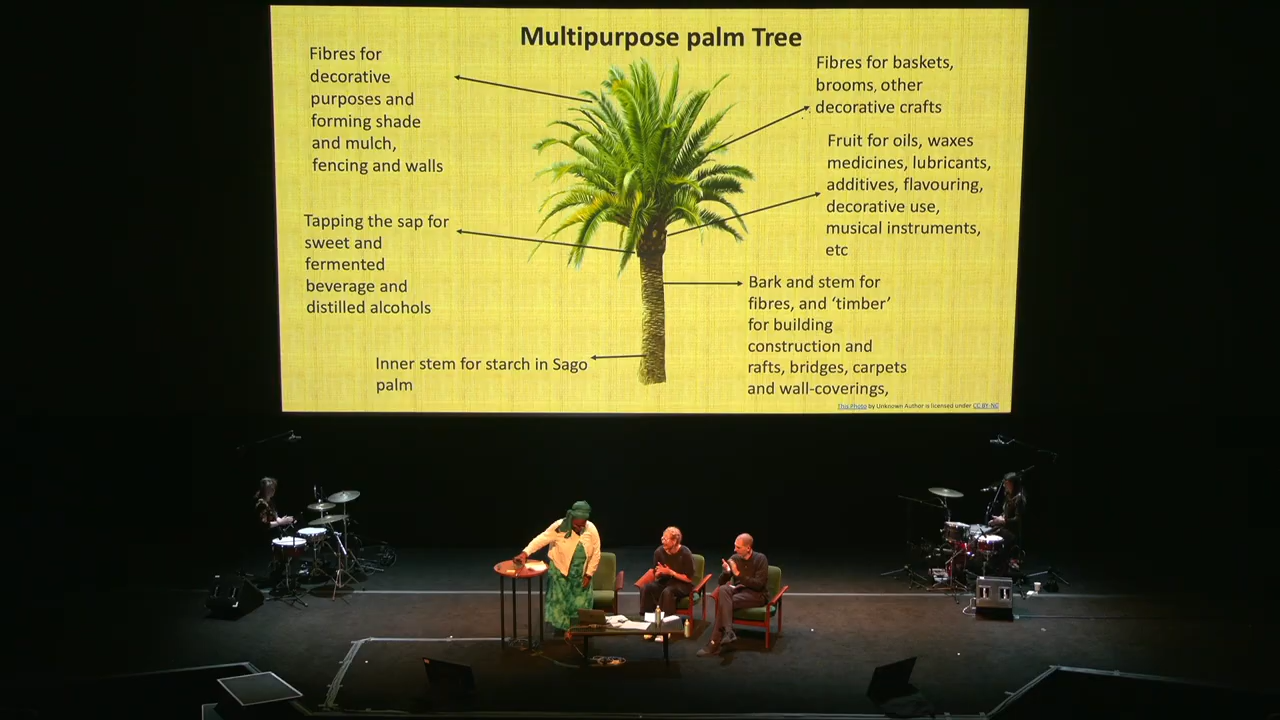 Multipurpose palm Tree
Fibres for
decorative
purposes and
forming shade
and mulch,
fencing and walls
Tapping the sap for
sweet and
fermented
beverage and
distilled alcohols
Inner stem for starch in Sago
palm
Fibres for baskets,
brooms, other
decorative crafts
Fruit for oils, waxes
medicines, lubricants,
additives, flavouring,
decorative use,
musical instruments,
etc
Bark and stem for
fibres, and ‘timber’
for building
construction and
rafts, bridges, carpets
and wall-coverings,
This Photo by Unknown Author is licensed under CC BY-NC